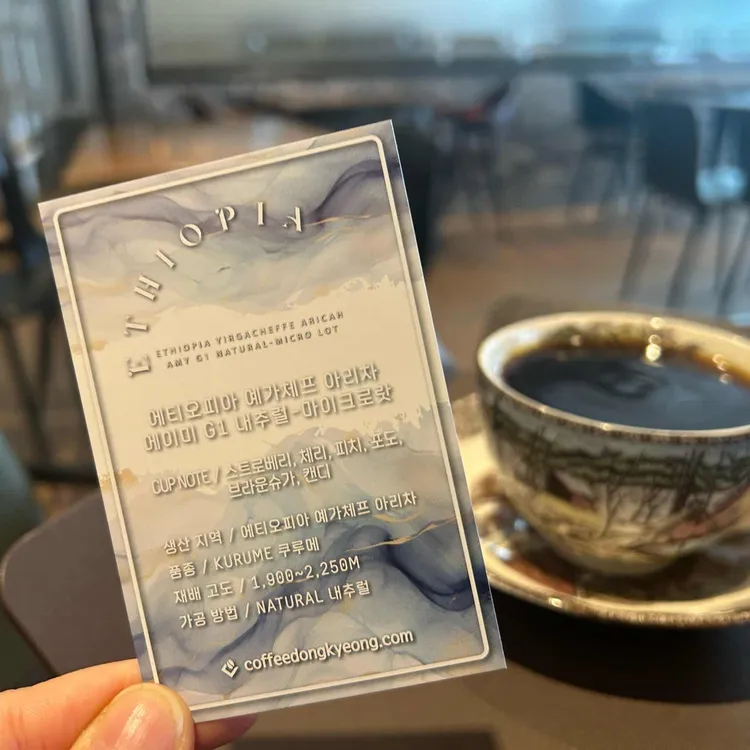 ETHIOPIA
ETHIOPIA YIRGACHEFFE ARICAH
AMY G1 NATURAL-MICRO LOT
에티오피아 예가체프 아리차
에이미 G1 내추럴-마이크로랏
CUP NOTE / 스트로베리, 체리, 피치, 포도,
브라운슈가, 캔디
생산 지역 / 에티오피아 예가체프 아리차
품종 / KURUME 쿠루메
재배 고도 / 1,900~2,250M
가공 방법 / NATURAL 내추럴
coffeedongkyeong.com